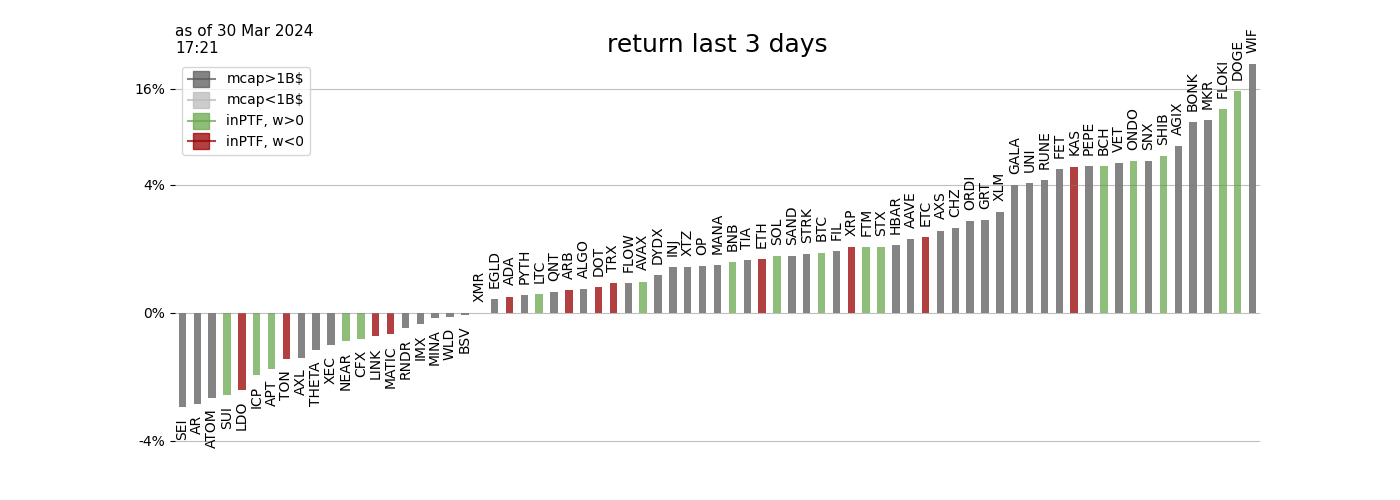 as of 30 Mar 2024
17:21
return last 3 days
mcap>1B$
mcap<1B$
inPTF, w>0
inPTF, w<0
16%
4%
0%
-4%
SEI
AR
ATOM
SUI
LDO
ICP
APT
TON
AXL
THETA
XEC
NEAR
CFX
LINK
MATIC
RNDR
IMX
MINA
WLD
BSV
XMR
EGLD
ADA
PYTH
LTC
QNT
ARB
ALGO
DOT
TRX
FLOW
AVAX
DYDX
INJ
XTZ
OP
MANA
BNB
TIA
ETH
SOL
SAND
STRK
BTC
FIL
XRP
FTM
STX
HBAR
AAVE
ETC
AXS
CHZ
ORDI
GRT
XLM
GALA
UNI
RUNE
FET
KAS
PEPE
BCH
VET
ONDO
SNX
SHIB
AGIX
BONK
MKR
FLOKI
DOGE
WIF